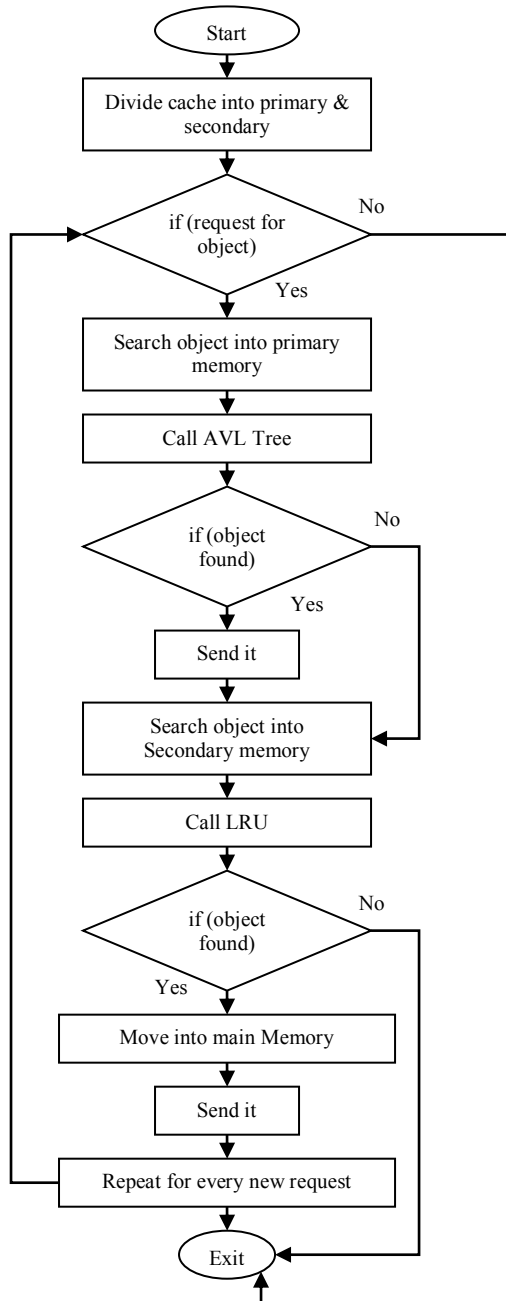 Start
Divide cache into primary &
secondary
if (request for
object)
No
Yes
Search object into primary
memory
Call AVL Tree
if (object
found)
No
Yes
Send it
Search object into
Secondary memory
Call LRU
if (object
found)
No
Yes
Move into main Memory
Send it
Repeat for every new request
Exit